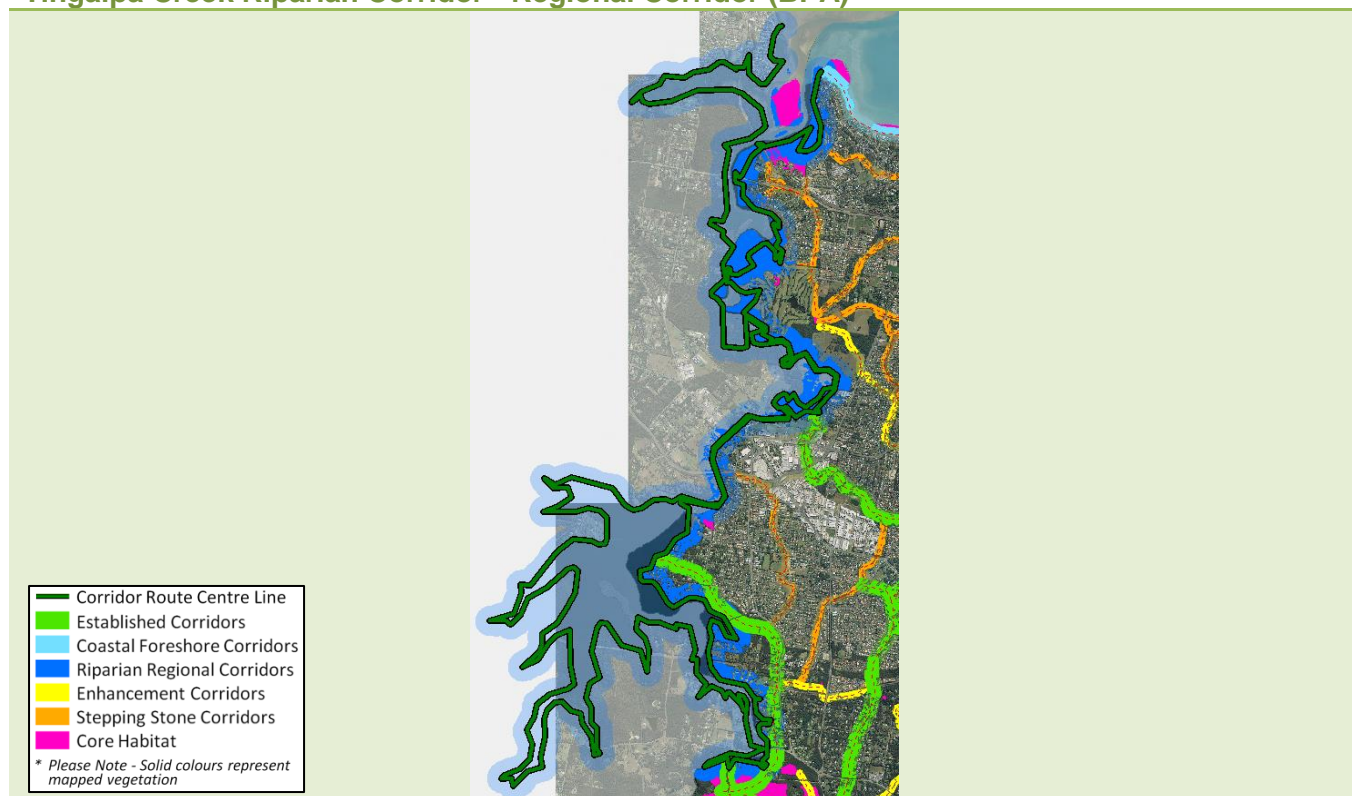 Corridor Route Centre Line
Established Corridors
Coastal Foreshore Corridors
Riparian Regional Corridors
Enhancement Corridors
Stepping Stone Corridors
Core Habitat
* Please Note - Solid colours represent
mapped vegetation